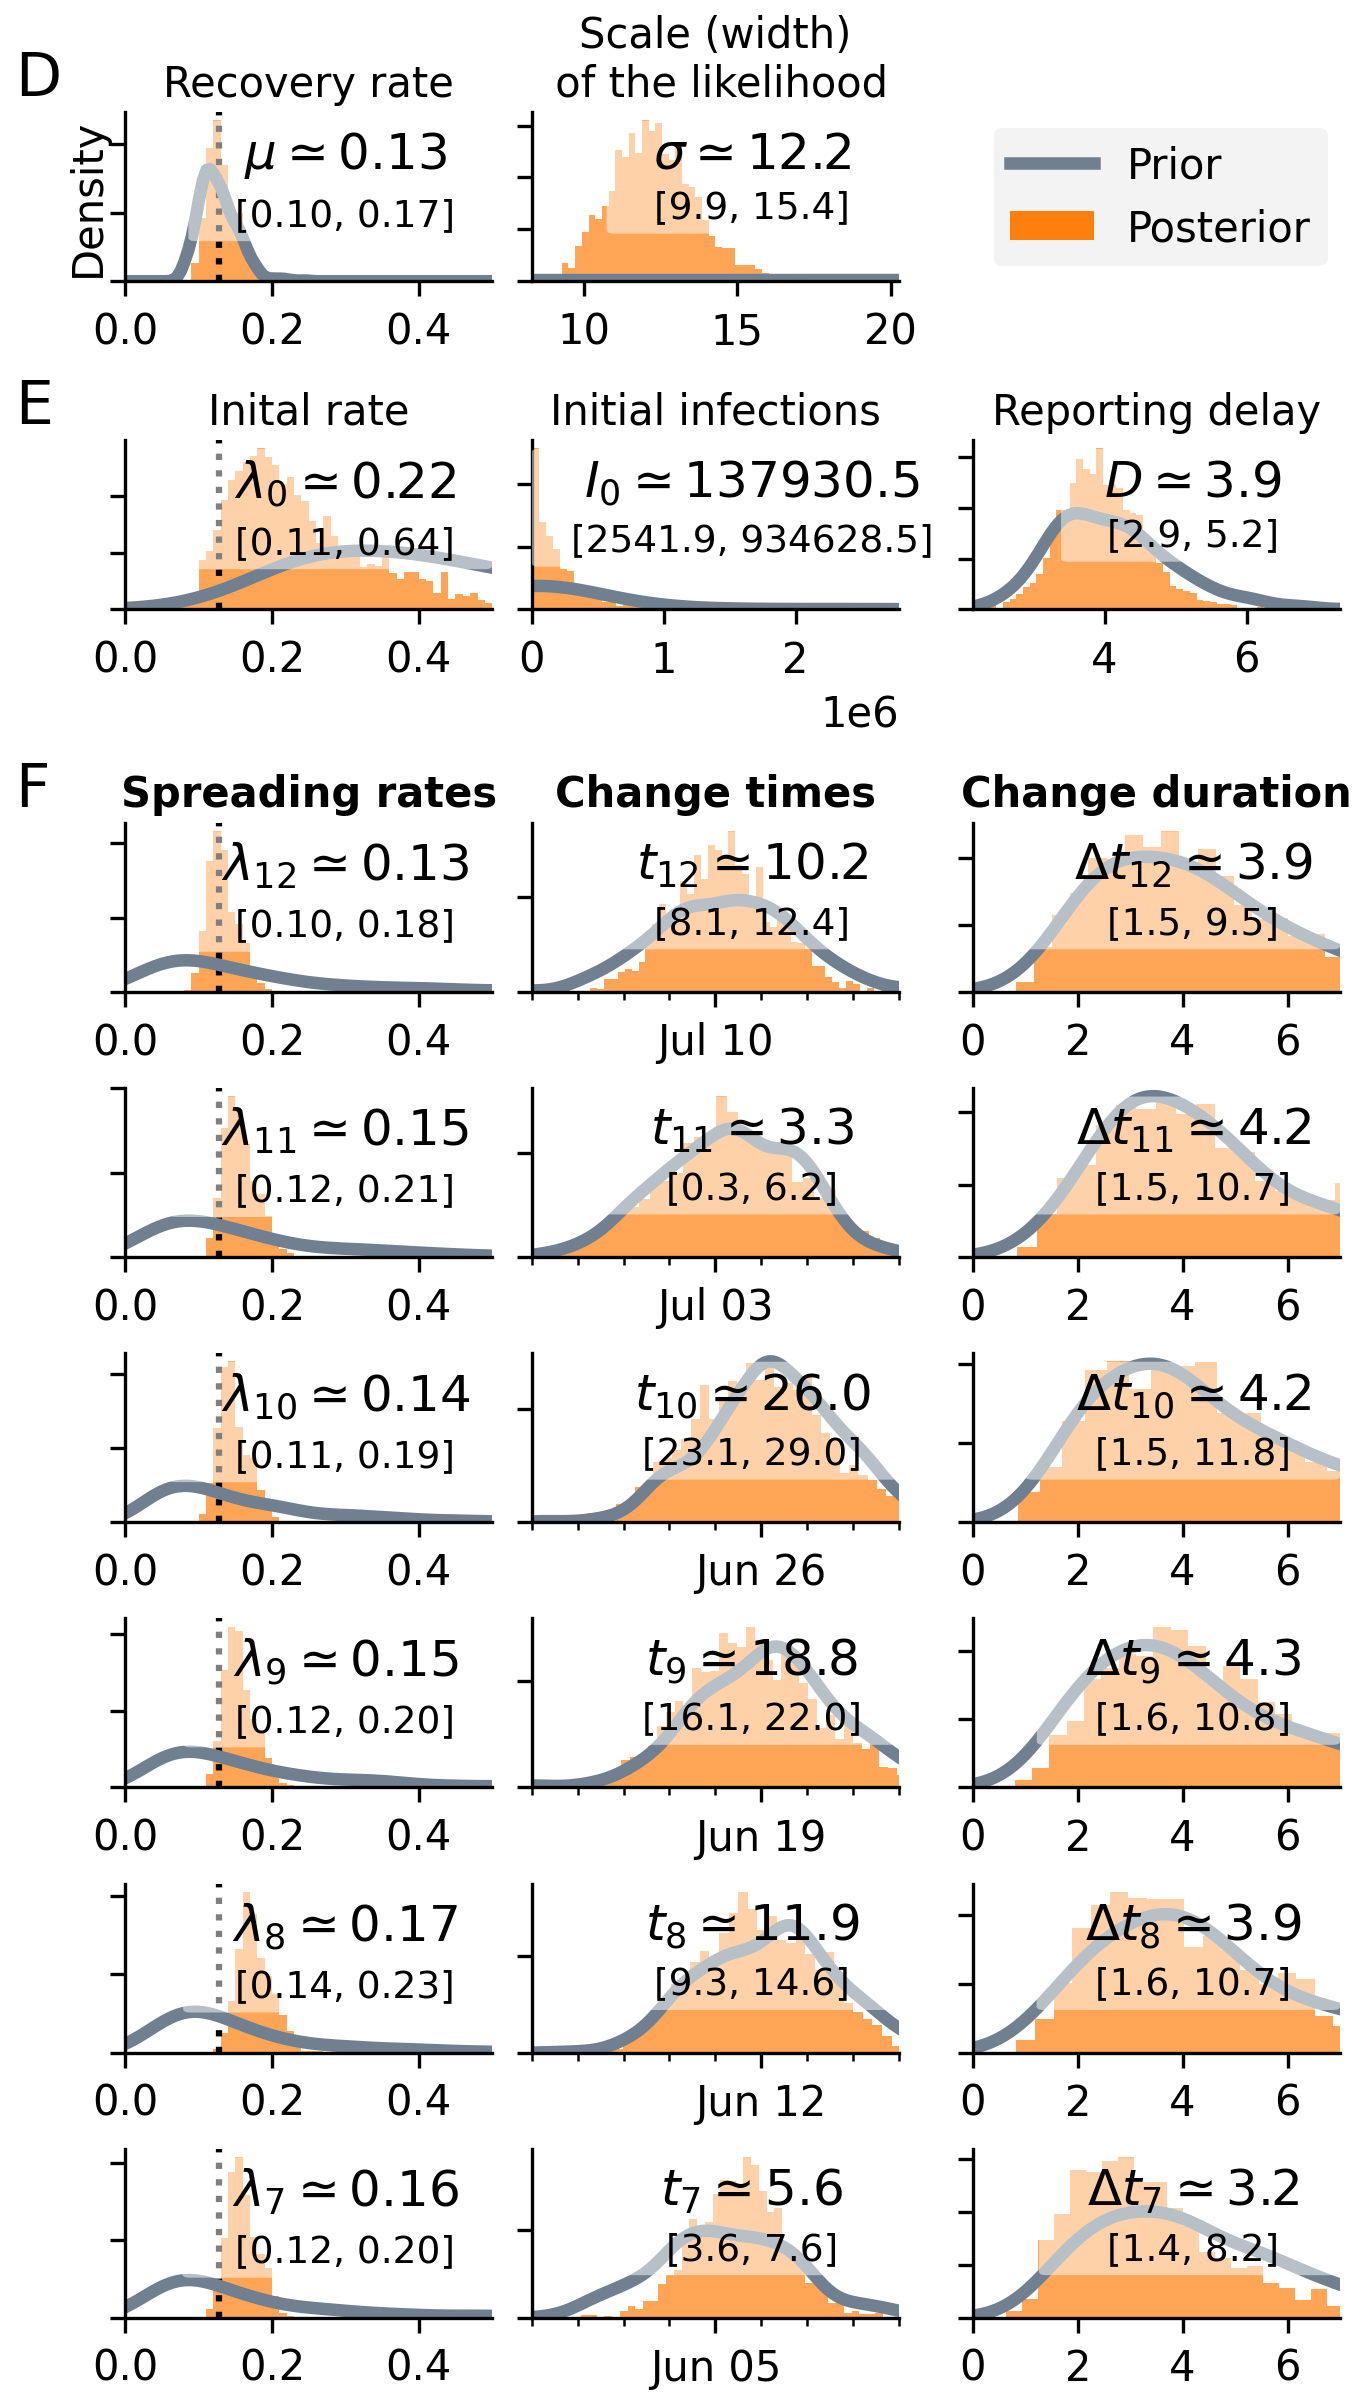 D
Recovery rate
Scale (width)
of the likelihood
Density
μ ≃ 0.13
[0.10, 0.17]
0.0 0.2 0.4
σ ≃ 12.2
[9.9, 15.4]
10 15 20
Prior
Posterior
E
Inital rate
λ0 ≃ 0.22
[0.11, 0.64]
0.0 0.2 0.4
Initial infections
I0 ≃ 137930.5
[2541.9, 934628.5]
0 1 2
1e6
Reporting delay
D ≃ 3.9
[2.9, 5.2]
4 6
F
Spreading rates
Change times
Change duration
λ12 ≃ 0.13
[0.10, 0.18]
0.0 0.2 0.4
t12 ≃ 10.2
[8.1, 12.4]
Jul 10
Δt12 ≃ 3.9
[1.5, 9.5]
0 2 4 6
λ11 ≃ 0.15
[0.12, 0.21]
0.0 0.2 0.4
t11 ≃ 3.3
[0.3, 6.2]
Jul 03
Δt11 ≃ 4.2
[1.5, 10.7]
0 2 4 6
λ10 ≃ 0.14
[0.11, 0.19]
0.0 0.2 0.4
t10 ≃ 26.0
[23.1, 29.0]
Jun 26
Δt10 ≃ 4.2
[1.5, 11.8]
0 2 4 6
λ9 ≃ 0.15
[0.12, 0.20]
0.0 0.2 0.4
t9 ≃ 18.8
[16.1, 22.0]
Jun 19
Δt9 ≃ 4.3
[1.6, 10.8]
0 2 4 6
λ8 ≃ 0.17
[0.14, 0.23]
0.0 0.2 0.4
t8 ≃ 11.9
[9.3, 14.6]
Jun 12
Δt8 ≃ 3.9
[1.6, 10.7]
0 2 4 6
λ7 ≃ 0.16
[0.12, 0.20]
0.0 0.2 0.4
t7 ≃ 5.6
[3.6, 7.6]
Jun 05
Δt7 ≃ 3.2
[1.4, 8.2]
0 2 4 6